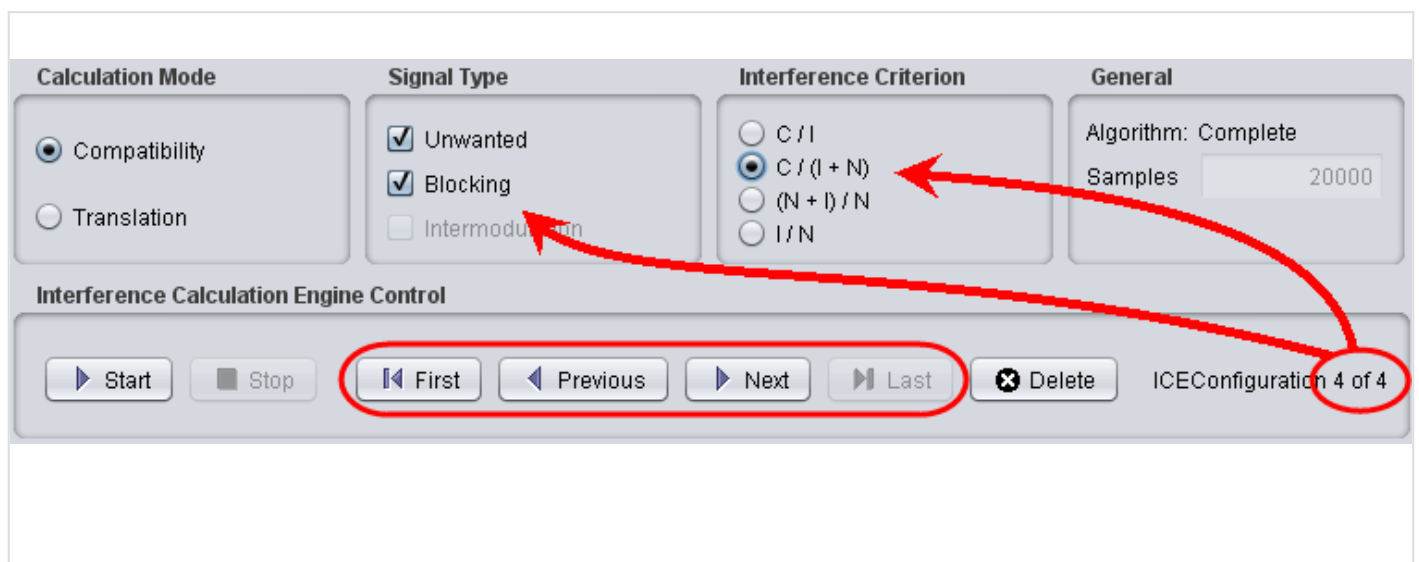 Calculation Mode
Compatibility
Translation
Signal Type
Unwanted
Blocking
Interference Criterion
C / I
C / (I + N)
(N + I) / N
I / N
General
Algorithm: Complete
Samples 20000
Interference Calculation Engine Control
Start Stop First Previous Next Last Delete ICEConfiguration 4 of 4